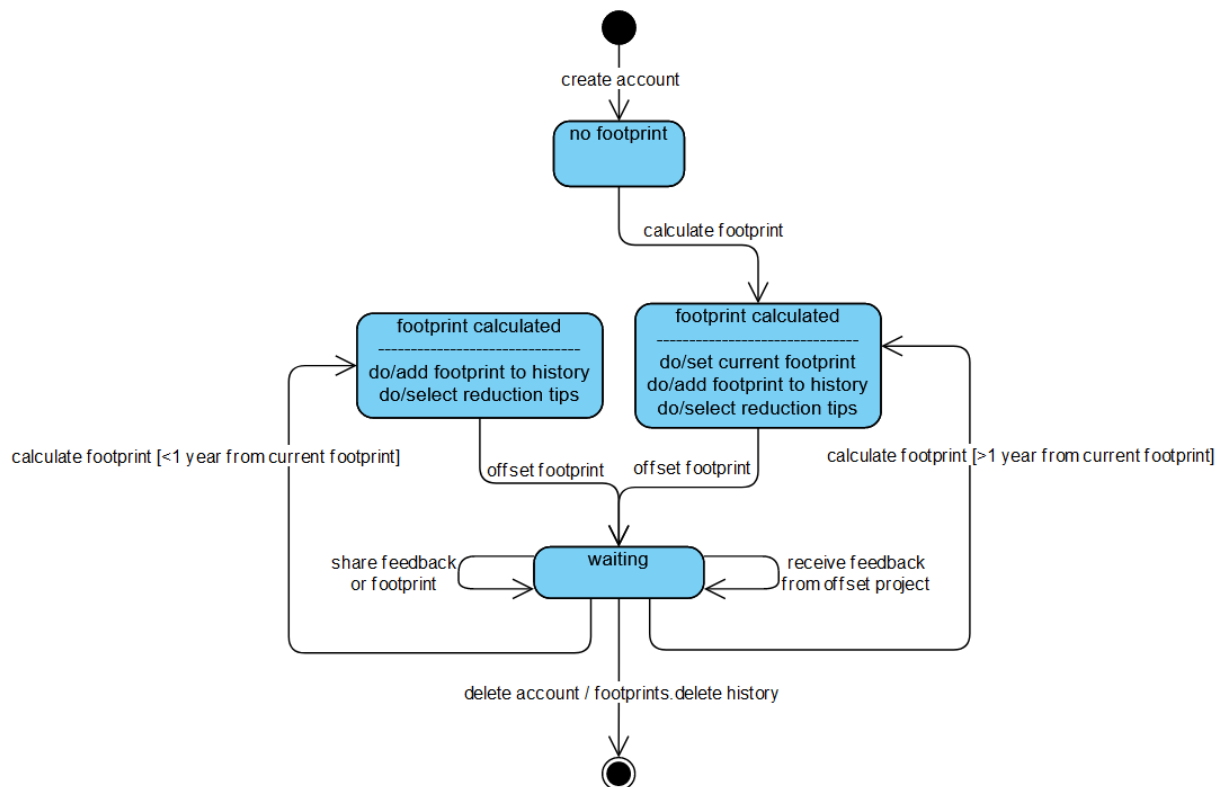 create account
no footprint
calculate footprint
footprint calculated
------------------------------
do/add footprint to history
do/select reduction tips
footprint calculated
------------------------------
do/set current footprint
do/add footprint to history
do/select reduction tips
calculate footprint [<1 year from current footprint]
offset footprint
offset footprint
calculate footprint [>1 year from current footprint]
share feedback
or footprint
waiting
receive feedback
from offset project
delete account / footprints.delete history